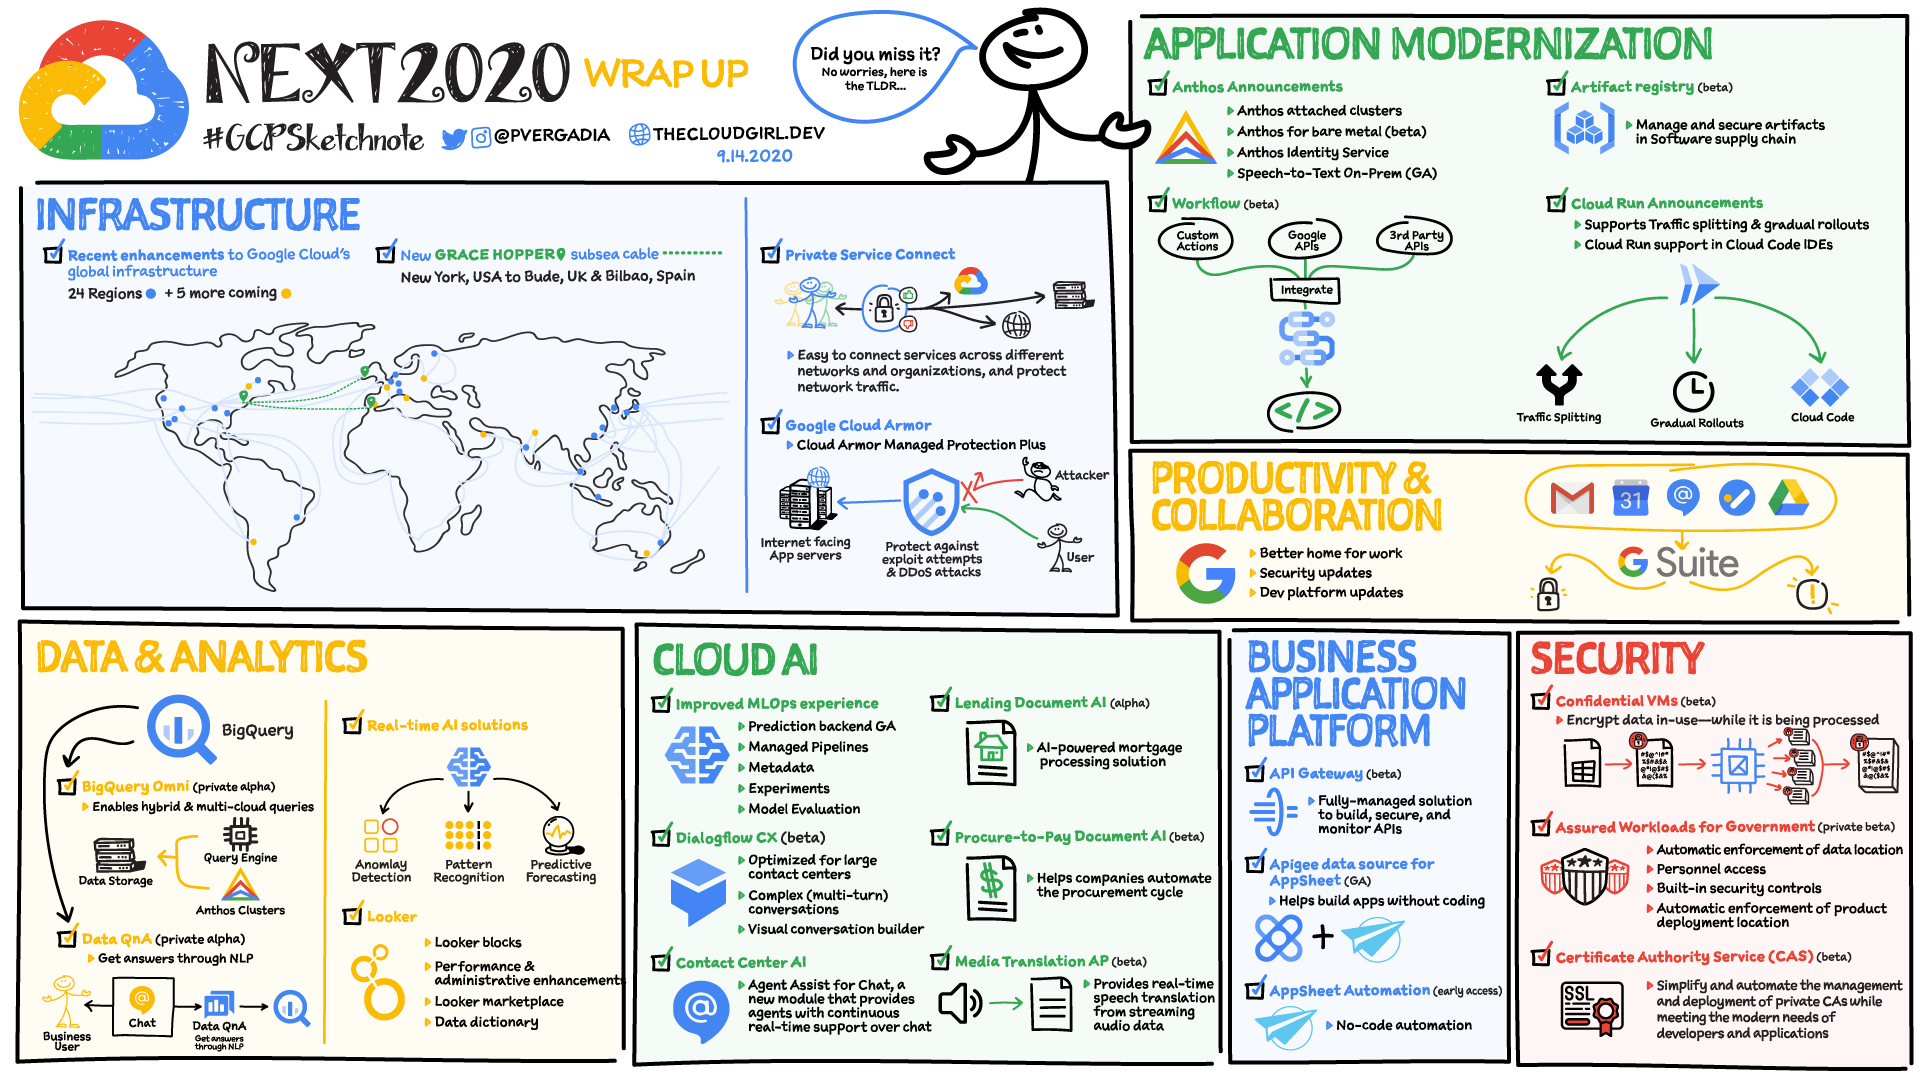 NEXT2020 WRAP UP
#GCPSketchnote @PVERGADIA THECLOUDGIRL.DEV
9.14.2020
Did you miss it?
No worries, here is
the TLDR...
INFRASTRUCTURE
Recent enhancements to Google Cloud's
global infrastructure
24 Regions + 5 more coming
New GRACE HOPPER subsea cable
New York, USA to Bude, UK & Bilbao, Spain
Private Service Connect
Easy to connect services across different
networks and organizations, and protect
network traffic.
Google Cloud Armor
Cloud Armor Managed Protection Plus
Attacker
Internet facing
App servers
Protect against
exploit attempts
& DDoS attacks
User
APPLICATION MODERNIZATION
Anthos Announcements
Anthos attached clusters
Anthos for bare metal (beta)
Anthos Identity Service
Speech-to-Text On-Prem (GA)
Artifact registry (beta)
Manage and secure artifacts
in Software supply chain
Workflow (beta)
Custom
Actions
Google
APIs
3rd Party
APIs
Integrate
</>
Cloud Run Announcements
Supports Traffic splitting & gradual rollouts
Cloud Run support in Cloud Code IDEs
Traffic Splitting
Gradual Rollouts
Cloud Code
PRODUCTIVITY &
COLLABORATION
Better home for work
Security updates
Dev platform updates
31
G Suite
DATA & ANALYTICS
BigQuery
BigQuery Omni (private alpha)
Enables hybrid & multi-cloud queries
Data Storage
Query Engine
Anthos Clusters
Data QnA (private alpha)
Get answers through NLP
Business
User
Chat
Data QnA
Get answers
through NLP
Real-time AI solutions
Anomlay
Detection
Pattern
Recognition
Predictive
Forecasting
Looker
Looker blocks
Performance &
administrative enhancements
Looker marketplace
Data dictionary
CLOUD AI
Improved MLOps experience
Prediction backend GA
Managed Pipelines
Metadata
Experiments
Model Evaluation
Dialogflow CX (beta)
Optimized for large
contact centers
Complex (multi-turn)
conversations
Visual conversation builder
Contact Center AI
Agent Assist for Chat, a
new module that provides
agents with continuous
real-time support over chat
Lending Document AI (alpha)
AI-powered mortgage
processing solution
Procure-to-Pay Document AI (beta)
Helps companies automate
the procurement cycle
Media Translation AP (beta)
Provides real-time
speech translation
from streaming
audio data
BUSINESS
APPLICATION
PLATFORM
API Gateway (beta)
Fully-managed solution
to build, secure, and
monitor APIs
Apigee data source for
AppSheet (GA)
Helps build apps without coding
AppSheet Automation (early access)
No-code automation
SECURITY
Confidential VMs (beta)
Encrypt data in-use—while it is being processed
Assured Workloads for Government (private beta)
Automatic enforcement of data location
Personnel access
Built-in security controls
Automatic enforcement of product
deployment location
Certificate Authority Service (CAS) (beta)
SSL
Simplify and automate the management
and deployment of private CAs while
meeting the modern needs of
developers and applications